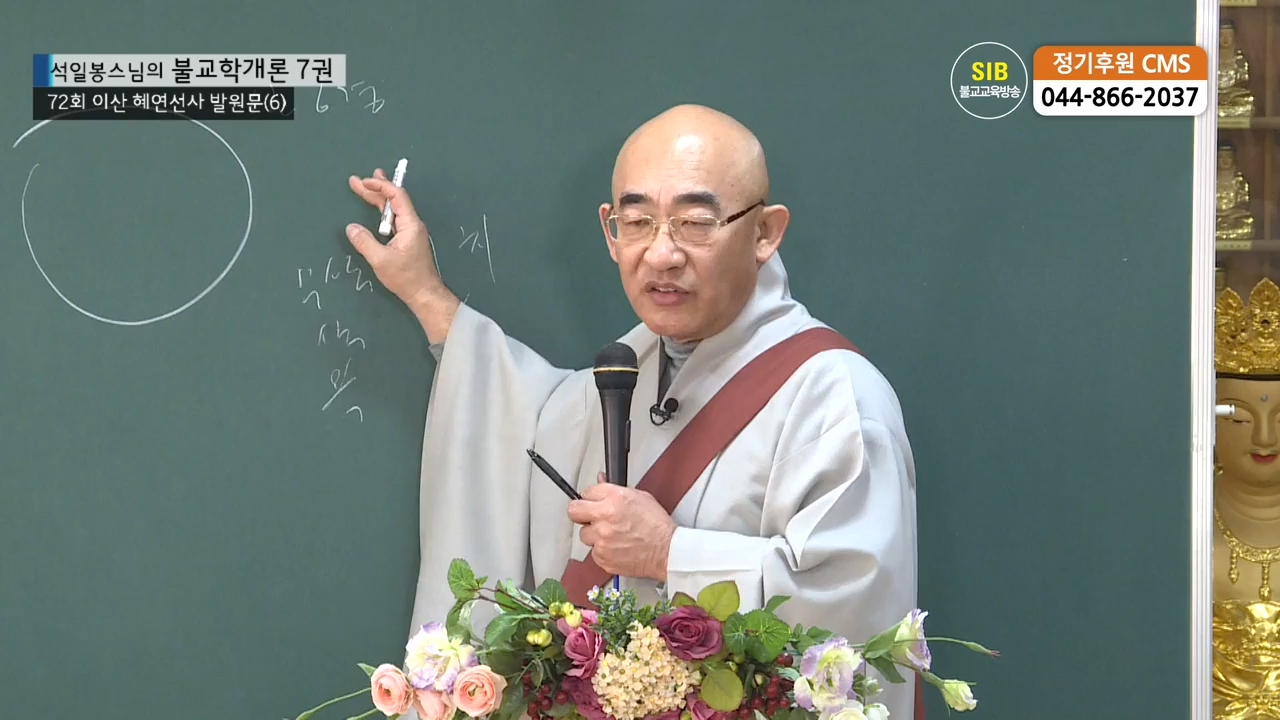 석일봉스님의 불교학개론 7권
72회 이산 혜연선사 발원문(6)
SIB
불교교육방송
정기후원 CMS
044-866-2037